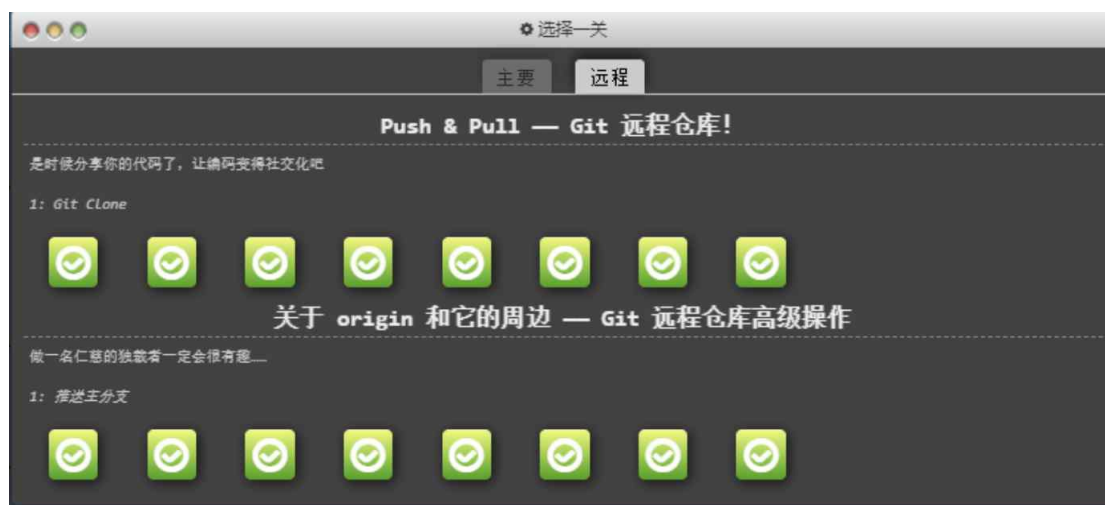 选择一关
主要 远程
Push & Pull —— Git 远程仓库!
是时候分享你的代码了，让编码变得社交化吧
1: Git Clone
关于 origin 和它的周边 —— Git 远程仓库高级操作
做一名仁慈的独裁者一定会很有趣……
1: 推送主分支